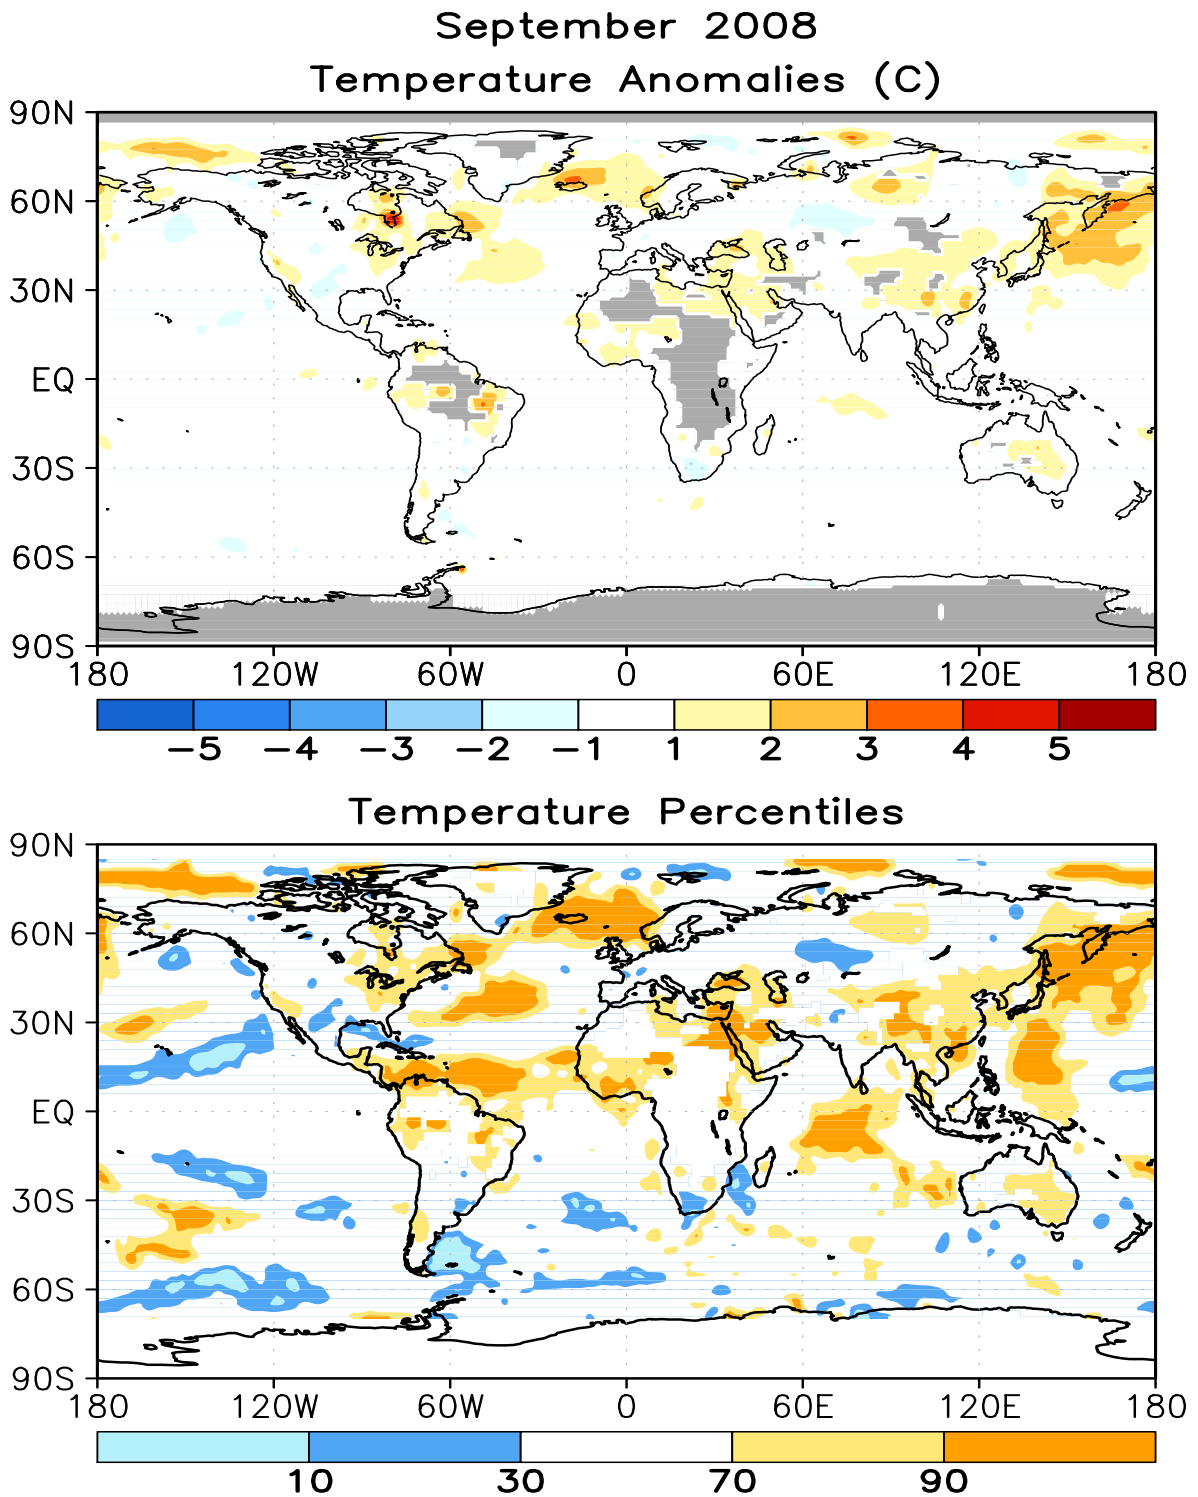 September 2008
Temperature Anomalies (C)
90N
60N
30N
EQ
30S
60S
90S
180 120W 60W 0 60E 120E 180
-5 -4 -3 -2 -1 1 2 3 4 5
Temperature Percentiles
90N
60N
30N
EQ
30S
60S
90S
180 120W 60W 0 60E 120E 180
10 30 70 90